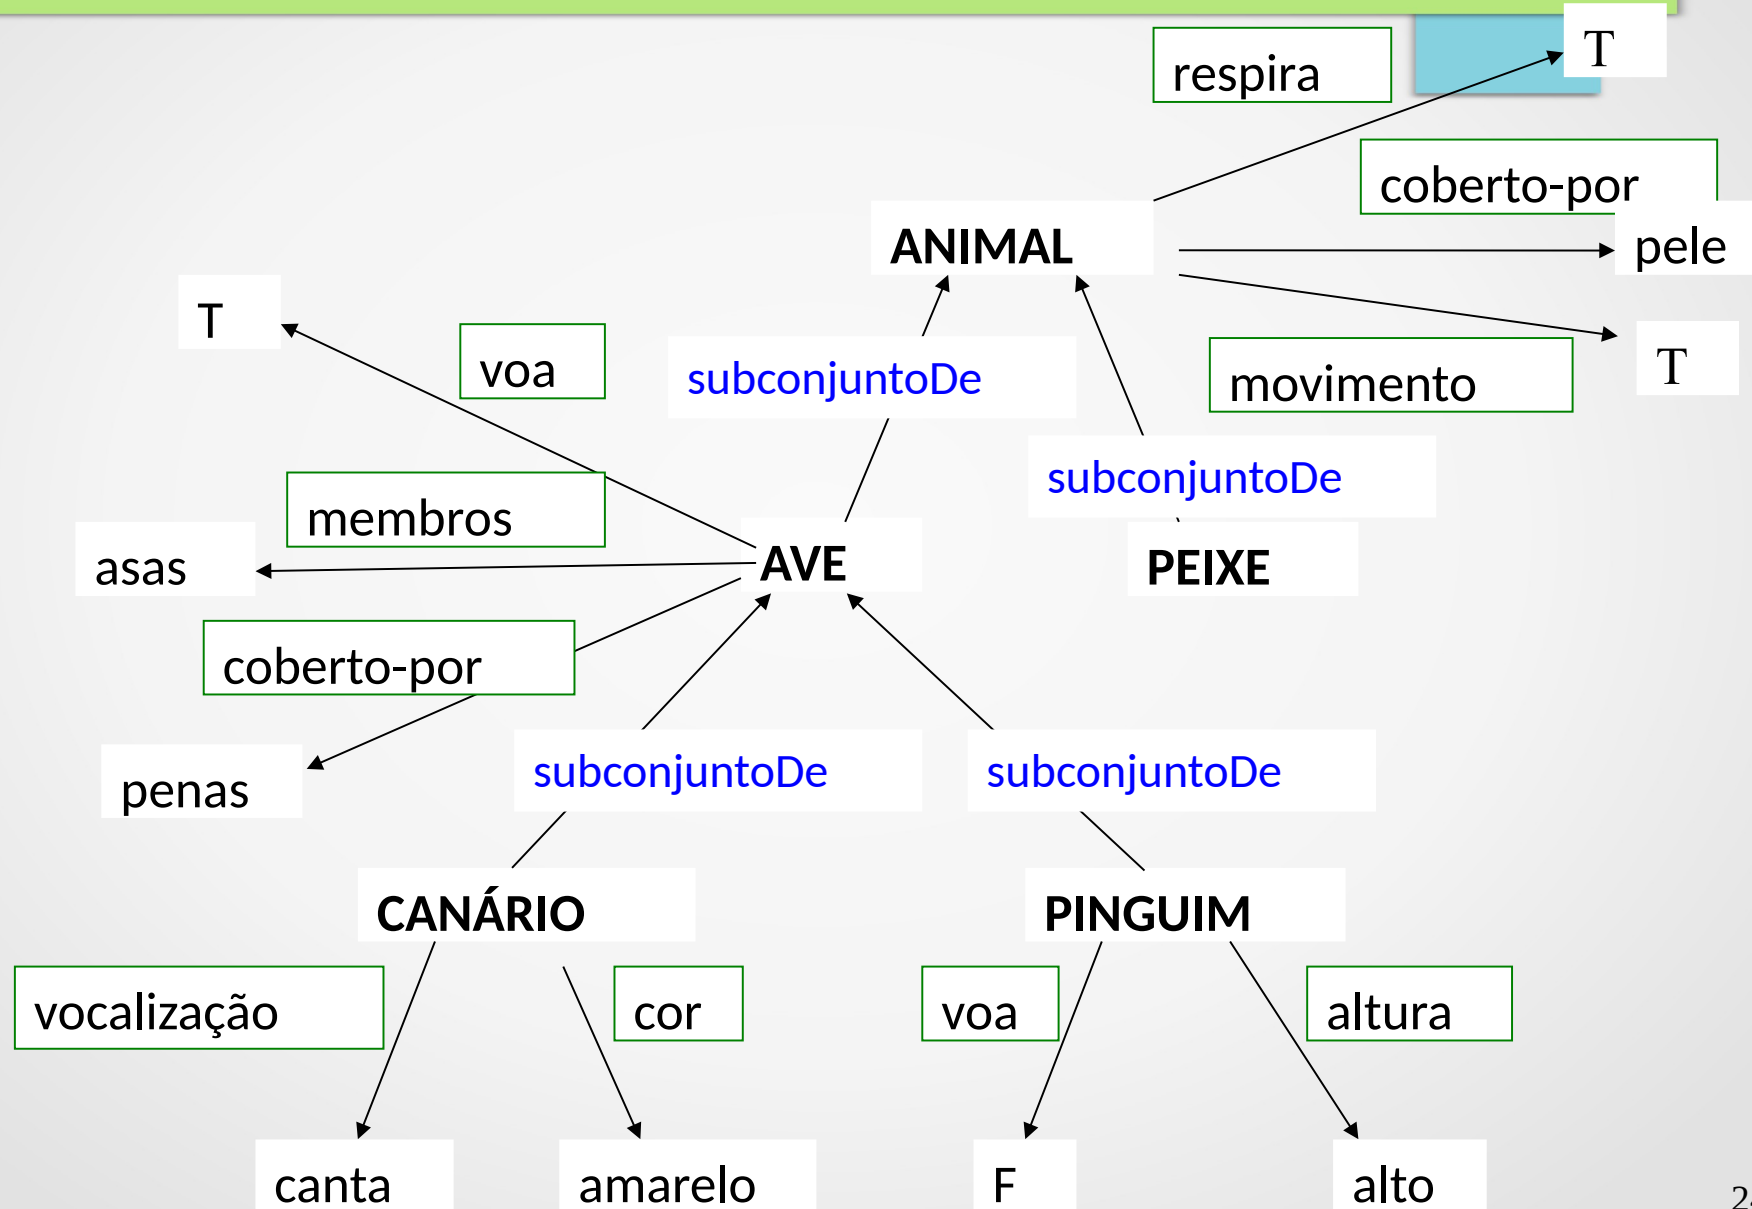 T
respira
coberto-por
ANIMAL
pele
T
voa
subconjuntoDe
movimento
T
subconjuntoDe
membros
asas
AVE
PEIXE
coberto-por
penas
subconjuntoDe
subconjuntoDe
CANÁRIO
PINGUIM
vocalização
cor
voa
altura
canta
amarelo
F
alto